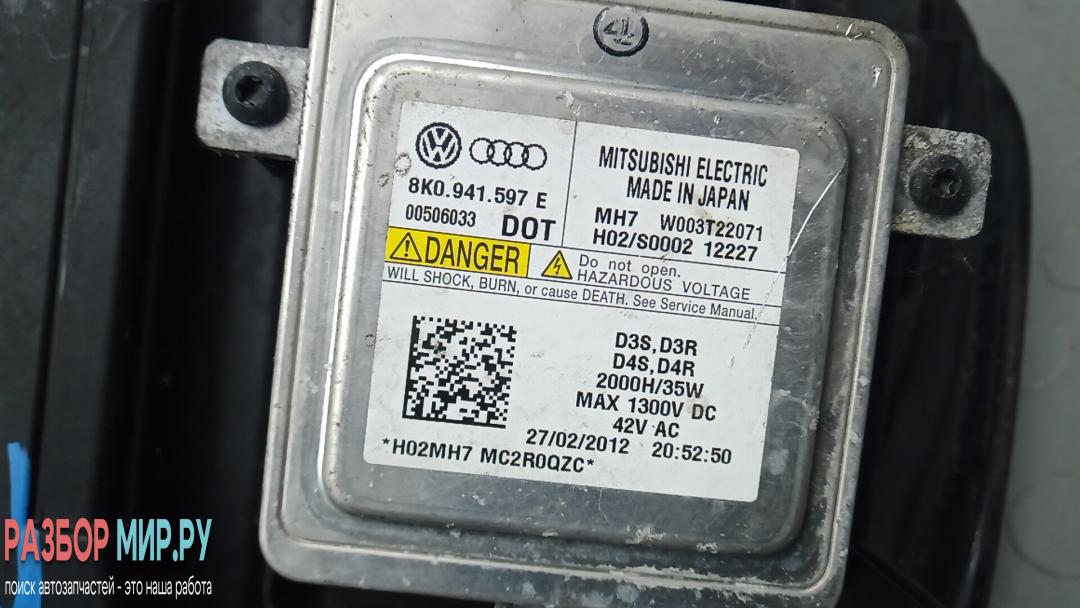 4
VW
8K0.941.597 E
00506033 DOT
MITSUBISHI ELECTRIC
MADE IN JAPAN
MH7 W003T22071
H02/S0002 12227
DANGER
Do not open.
HAZARDOUS VOLTAGE
WILL SHOCK, BURN, or cause DEATH. See Service Manual.
D3S,D3R
D4S,D4R
2000H/35W
MAX 1300V DC
42V AC
27/02/2012 20:52:50
*H02MH7 MC2R0QZC*
РАЗБОР МИР.РУ
поиск автозапчастей - это наша работа